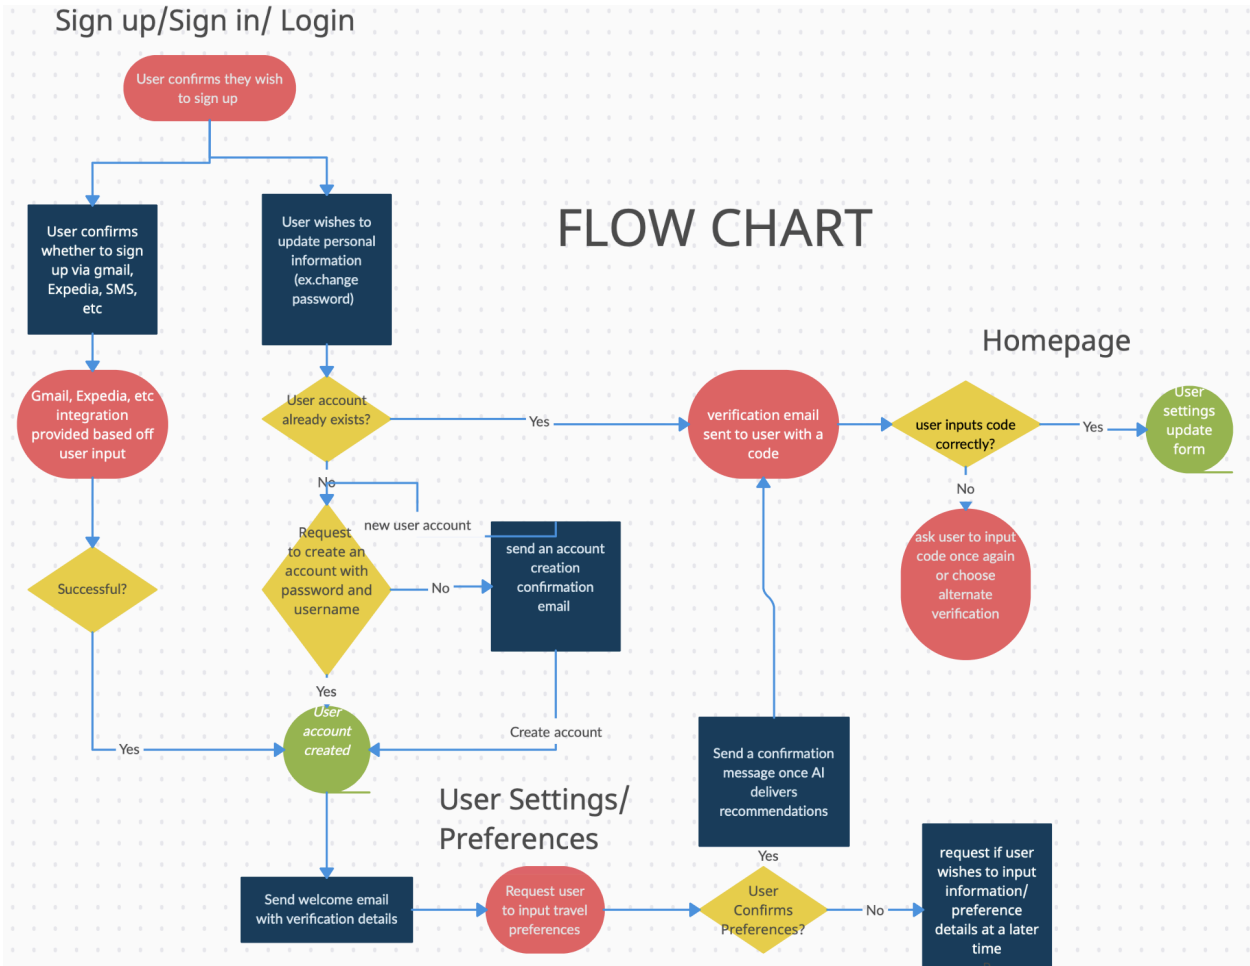 Sign up/Sign in/ Login
User confirms they wish
to sign up
User confirms
whether to sign
up via gmail,
Expedia, SMS,
etc
User wishes to
update personal
information
(ex.change
password)
FLOW CHART
Homepage
Gmail, Expedia, etc
integration
provided based off
user input
User account
already exists?
Yes
verification email
sent to user with a
code
user inputs code
correctly?
Yes
User
settings
update
form
No
No
new user account
Request
to create an
account with
password and
username
No
send an account
creation
confirmation
email
ask user to input
code once again
or choose
alternate
verification
Successful?
Yes
User
account
created
Yes
Create account
Send a confirmation
message once AI
delivers
recommendations
User Settings/
Preferences
Yes
Send welcome email
with verification details
Request user
to input travel
preferences
User
Confirms
Preferences?
No
request if user
wishes to input
information/
preference
details at a later
time